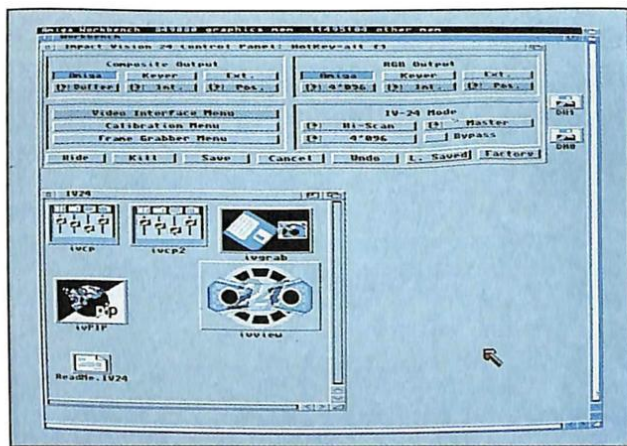 Amiga Workbench 849880 graphics mem 11495104 other mem
Workbench
Impact Vision 24 Control Panel: HotKey=alt f1
Composite Output
Amiga Keyer Ext.
Buffer Int. Pos.
RGB Output
Amiga Keyer Ext.
4*096 Int. Pos.
Video Interface Menu
Calibration Menu
Frame Grabber Menu
IV-24 Mode
Hi-Scan Master
4*096 Bypass
Hide Kill Save Cancel Undo L. Saved Factory
DH1
DH0
IV24
ivcp ivcp2 ivgrab
pip
ivPIP
24
ivview
ReadMe.IV24